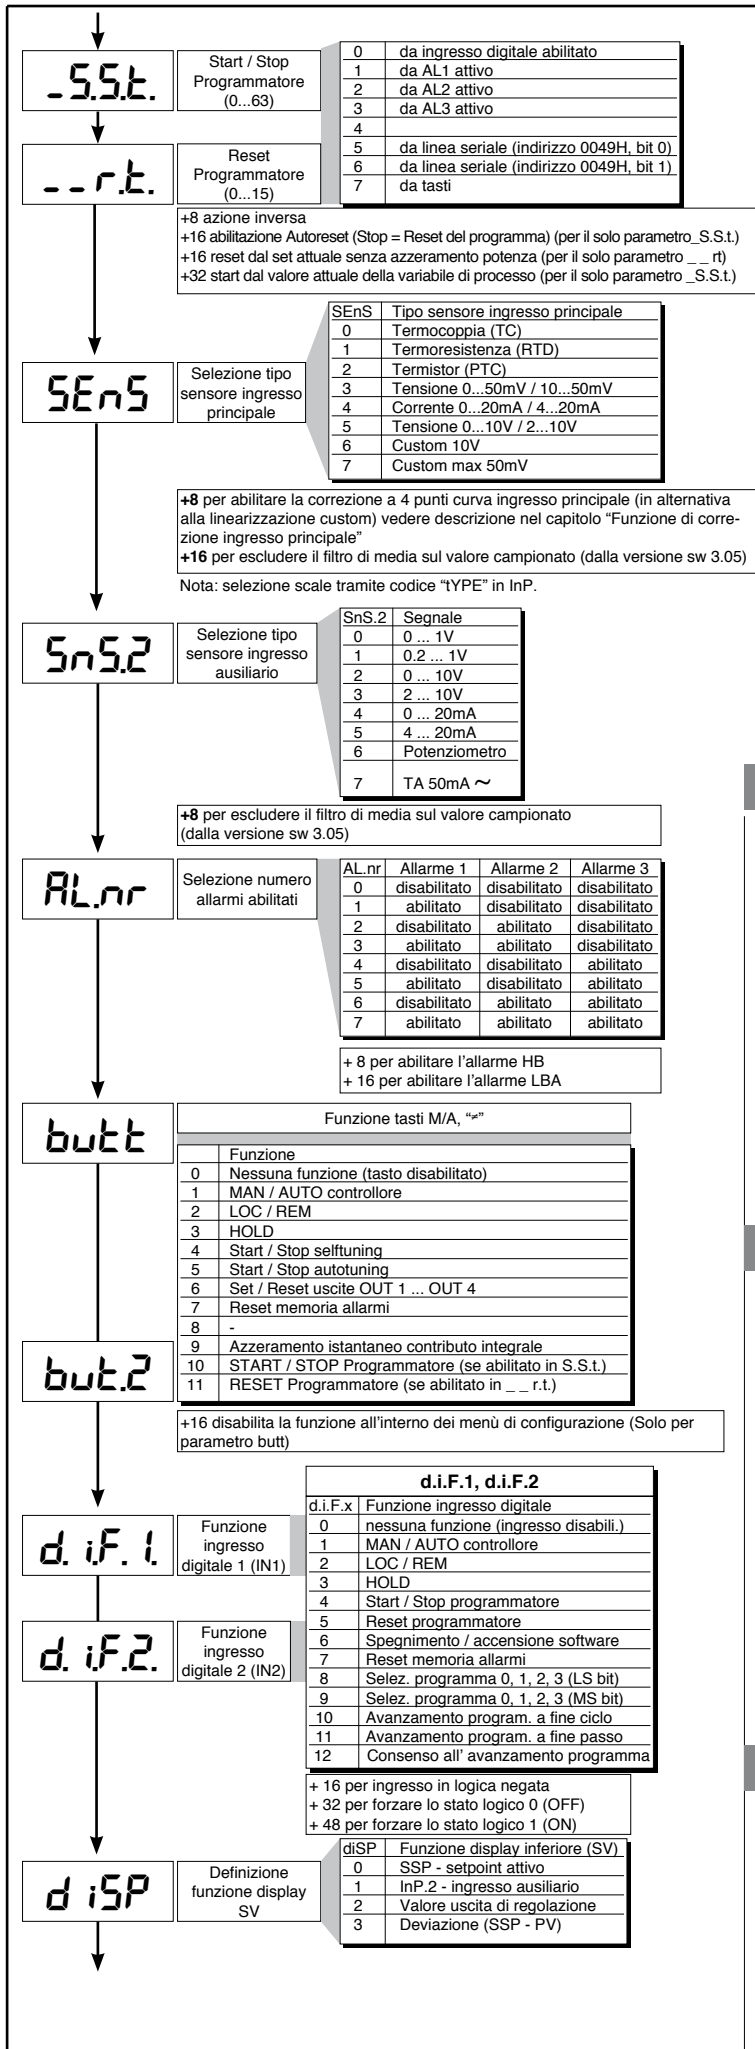 _S.S.t.
Start / Stop
Programmatore
(0...63)
0 da ingresso digitale abilitato
1 da AL1 attivo
2 da AL2 attivo
3 da AL3 attivo
4
5 da linea seriale (indirizzo 0049H, bit 0)
6 da linea seriale (indirizzo 0049H, bit 1)
7 da tasti
_ _ r.t.
Reset
Programmatore
(0...15)
+8 azione inversa
+16 abilitazione Autoreset (Stop = Reset del programma) (per il solo parametro_S.S.t.)
+16 reset dal set attuale senza azzeramento potenza (per il solo parametro _ _ rt)
+32 start dal valore attuale della variabile di processo (per il solo parametro _S.S.t.)
SEnS
Selezione tipo
sensore ingresso
principale
SEnS Tipo sensore ingresso principale
0 Termocoppia (TC)
1 Termoresistenza (RTD)
2 Termistor (PTC)
3 Tensione 0...50mV / 10...50mV
4 Corrente 0...20mA / 4...20mA
5 Tensione 0...10V / 2...10V
6 Custom 10V
7 Custom max 50mV
+8 per abilitare la correzione a 4 punti curva ingresso principale (in alternativa
alla linearizzazione custom) vedere descrizione nel capitolo “Funzione di corre-
zione ingresso principale”
+16 per escludere il filtro di media sul valore campionato (dalla versione sw 3.05)
Nota: selezione scale tramite codice “tYPE” in InP.
SnS.2
Selezione tipo
sensore ingresso
ausiliario
SnS.2 Segnale
0 0 ... 1V
1 0.2 ... 1V
2 0 ... 10V
3 2 ... 10V
4 0 ... 20mA
5 4 ... 20mA
6 Potenziometro
7 TA 50mA ~
+8 per escludere il filtro di media sul valore campionato
(dalla versione sw 3.05)
AL.nr
Selezione numero
allarmi abilitati
AL.nr Allarme 1 Allarme 2 Allarme 3
0 disabilitato disabilitato disabilitato
1 abilitato disabilitato disabilitato
2 disabilitato abilitato disabilitato
3 abilitato abilitato disabilitato
4 disabilitato disabilitato abilitato
5 abilitato disabilitato abilitato
6 disabilitato abilitato abilitato
7 abilitato abilitato abilitato
+ 8 per abilitare l’allarme HB
+ 16 per abilitare l’allarme LBA
butt
Funzione tasti M/A, “*”
Funzione
0 Nessuna funzione (tasto disabilitato)
1 MAN / AUTO controllore
2 LOC / REM
3 HOLD
4 Start / Stop selftuning
5 Start / Stop autotuning
6 Set / Reset uscite OUT 1 ... OUT 4
7 Reset memoria allarmi
8 -
9 Azzeramento istantaneo contributo integrale
10 START / STOP Programmatore (se abilitato in S.S.t.)
11 RESET Programmatore (se abilitato in _ _ r.t.)
but.2
+16 disabilita la funzione all’interno dei menù di configurazione (Solo per
parametro butt)
d.i.F.1, d.i.F.2
d.i.F.x Funzione ingresso digitale
0 nessuna funzione (ingresso disabili.)
1 MAN / AUTO controllore
2 LOC / REM
3 HOLD
4 Start / Stop programmatore
5 Reset programmatore
6 Spegnimento / accensione software
7 Reset memoria allarmi
8 Selez. programma 0, 1, 2, 3 (LS bit)
9 Selez. programma 0, 1, 2, 3 (MS bit)
10 Avanzamento program. a fine ciclo
11 Avanzamento program. a fine passo
12 Consenso all’ avanzamento programma
d. i.F. 1.
Funzione
ingresso
digitale 1 (IN1)
d. i.F.2.
Funzione
ingresso
digitale 2 (IN2)
+ 16 per ingresso in logica negata
+ 32 per forzare lo stato logico 0 (OFF)
+ 48 per forzare lo stato logico 1 (ON)
d iSP
Definizione
funzione display
SV
diSP Funzione display inferiore (SV)
0 SSP - setpoint attivo
1 InP.2 - ingresso ausiliario
2 Valore uscita di regolazione
3 Deviazione (SSP - PV)